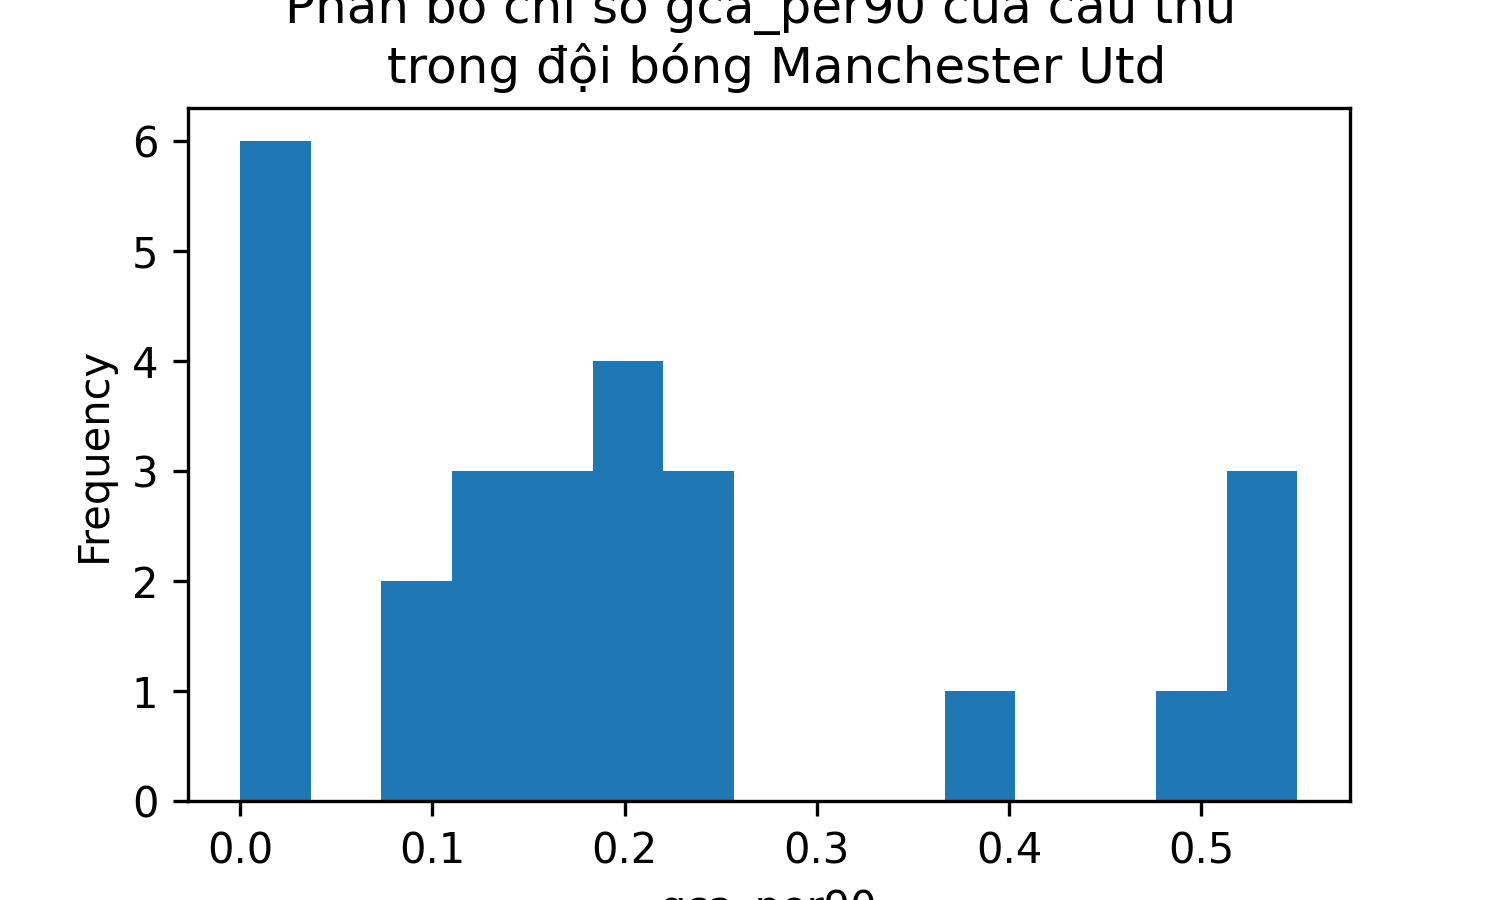 Phân bố chỉ số gca_per90 của cầu thủ
trong đội bóng Manchester Utd
6
5
4
3
2
1
0
Frequency
0.0 0.1 0.2 0.3 0.4 0.5
gca_per90